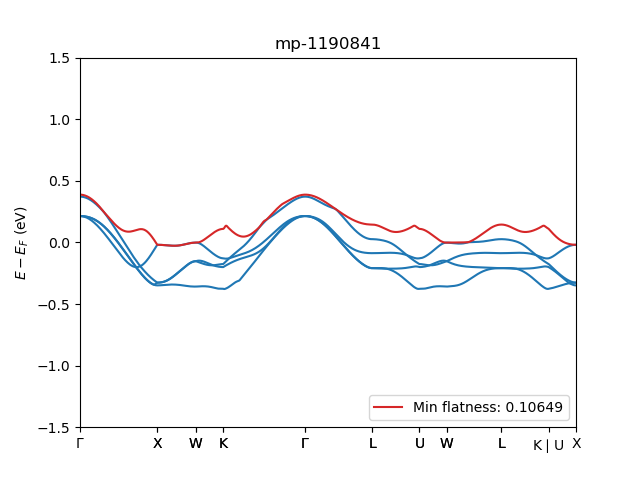 mp-1190841
1.5
1.0
0.5
0.0
−0.5
−1.0
−1.5
E − E_F (eV)
Min flatness: 0.10649
Γ X W K Γ L U W L K | U X